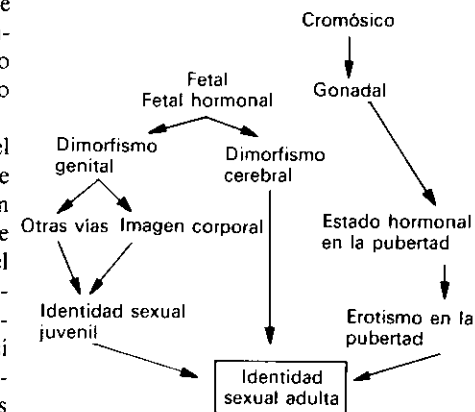 Cromósico
Fetal
Fetal hormonal
Gonadal
Dimorfismo
genital
Dimorfismo
cerebral
Otras vías
Imagen corporal
Estado hormonal
en la pubertad
Identidad sexual
juvenil
Erotismo en la
pubertad
Identidad
sexual adulta